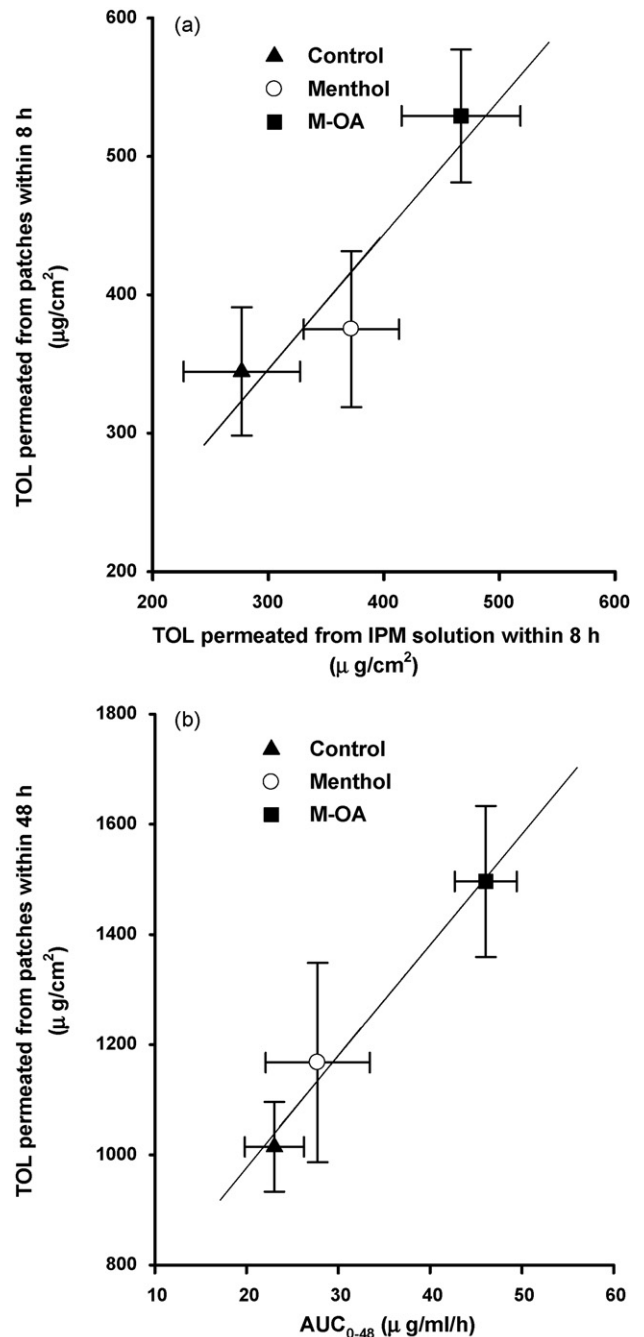 (a)
Control
Menthol
M-OA
TOL permeated from patches within 8 h
(μg/cm²)
600
500
400
300
200
200 300 400 500 600
TOL permeated from IPM solution within 8 h
(μ g/cm²)
(b)
Control
Menthol
M-OA
TOL permeated from patches within 48 h
(μ g/cm²)
1800
1600
1400
1200
1000
800
10 20 30 40 50 60
AUC₀₋₄₈ (μ g/ml/h)